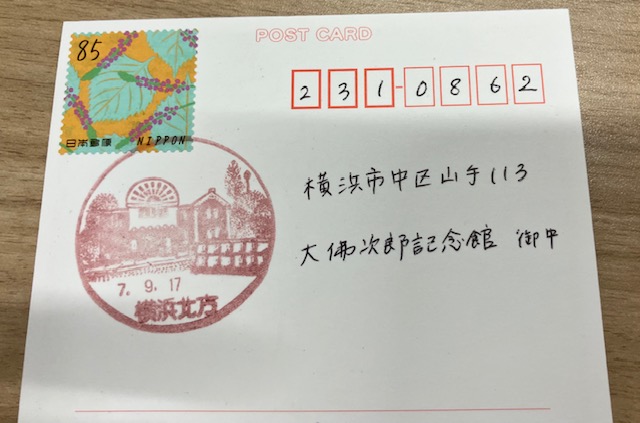 POST CARD
85
日本郵便 NIPPON
231-0862
横浜市中区山手113
大佛次郎記念館 御中
7.9.17
横浜北方